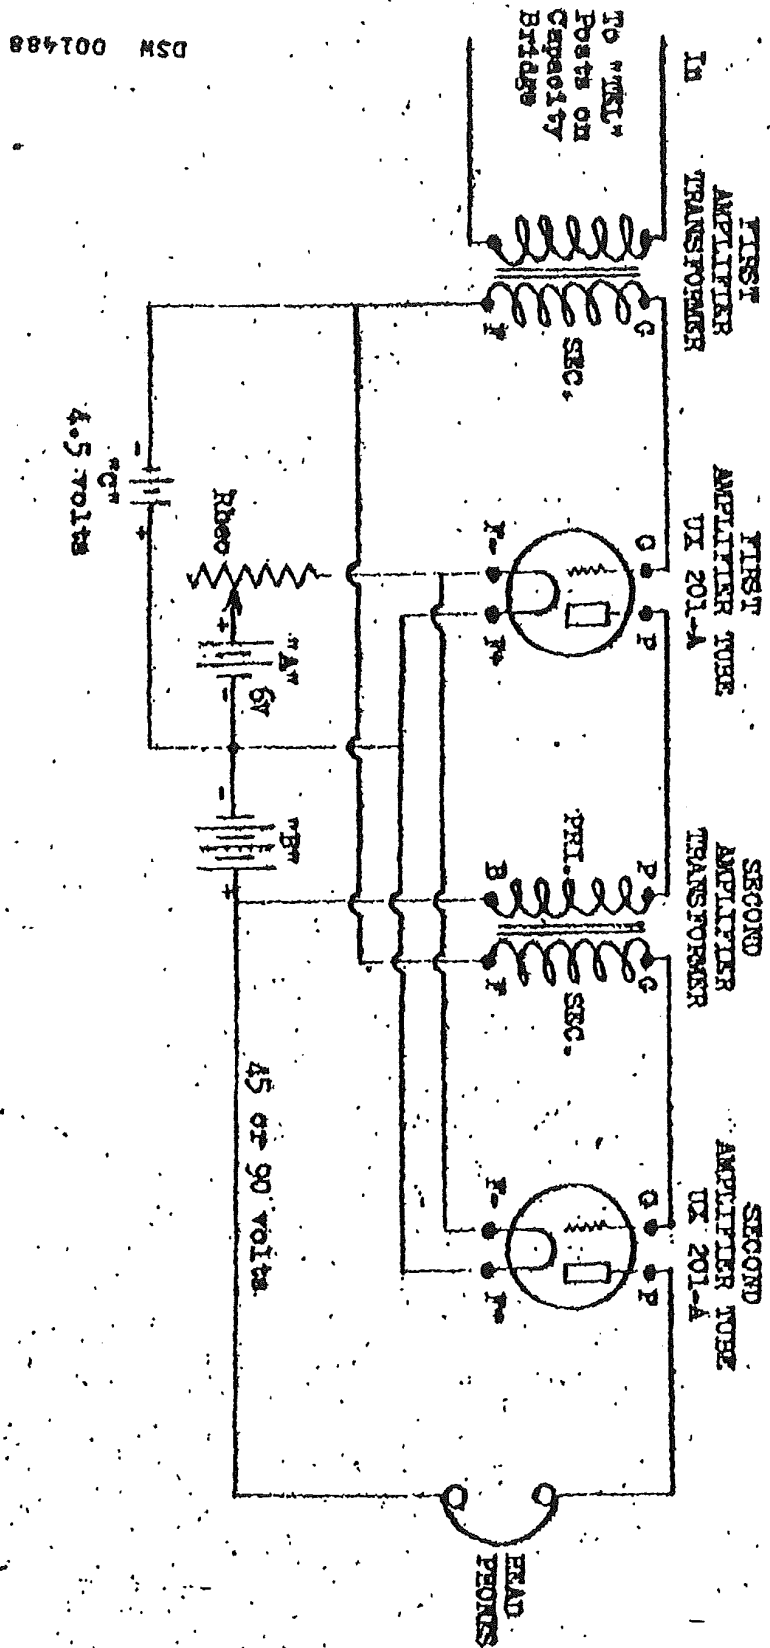 In
To "TEL"
Posts on
Capacity
Bridge
FIRST
AMPLIFIER
TRANSFORMER
FIRST
AMPLIFIER TUBE
UX 201-A
SECOND
AMPLIFIER
TRANSFORMER
SECOND
AMPLIFIER TUBE
UX 201-A
G
SEC.
F
G
P
F-
F+
P
PRI.
B
G
SEC.
F
G
P
F-
HEAD
PHONES
Rheo
+
"A"
6V
-
-
"C"
+
4.5 volts
-
"B"
+
45 or 90 volts
DSW 001488